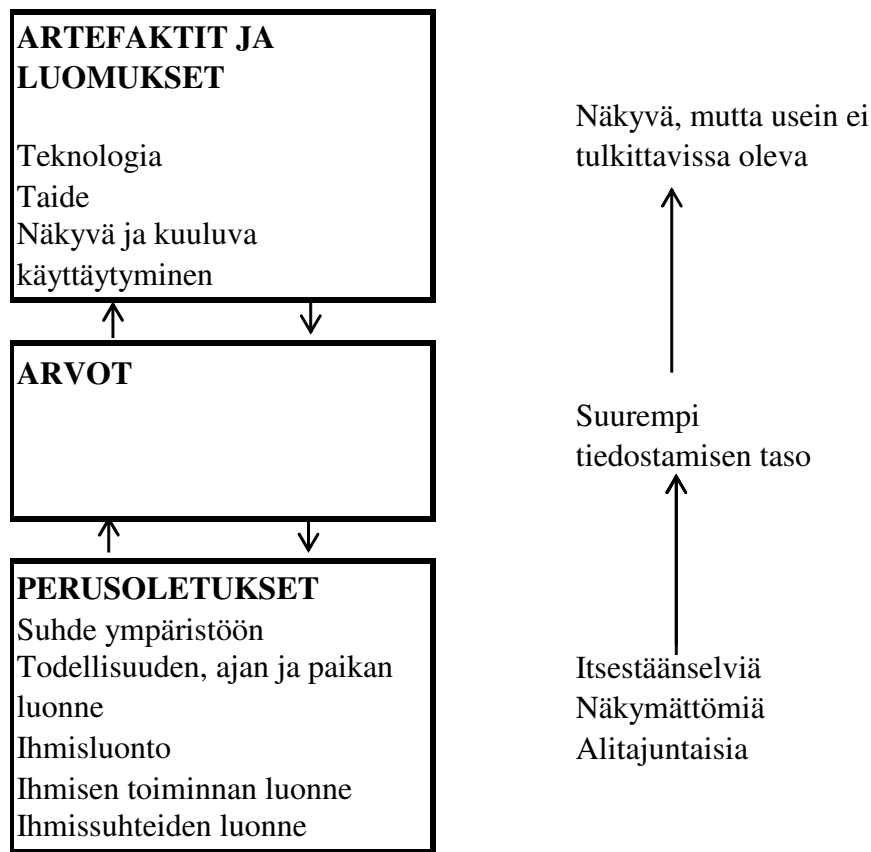 ARTEFAKTIT JA
LUOMUKSET
Teknologia
Taide
Näkyvä ja kuuluva
käyttäytyminen
Näkyvä, mutta usein ei
tulkittavissa oleva
ARVOT
Suurempi
tiedostamisen taso
PERUSOLETUKSET
Suhde ympäristöön
Todellisuuden, ajan ja paikan
luonne
Ihmisluonto
Ihmisen toiminnan luonne
Ihmissuhteiden luonne
Itsestäänselviä
Näkymättömiä
Alitajuntaisia